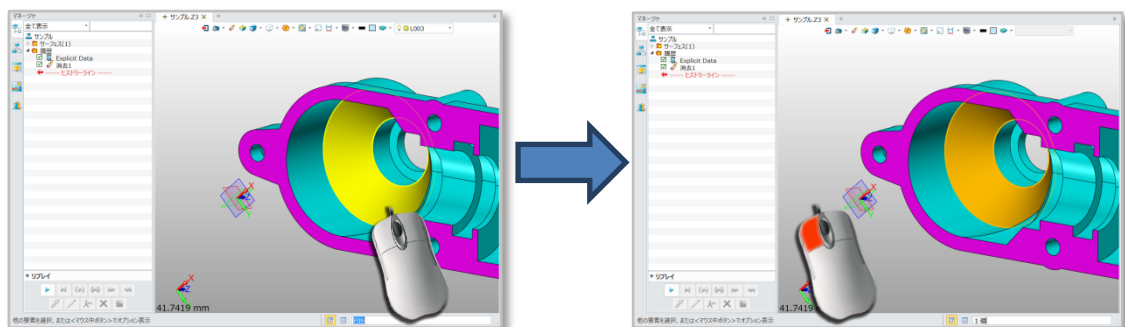 マネージャ
全て表示
サンプル
サーフェス(1)
履歴
Explicit Data
消去1
----- ヒストリーライン -----
リプレイ
サンプル.Z3
L003
X
Y
Z
X
Z
41.7419 mm
他の要素を選択, または<マウス中ボタン>でオプション表示
マネージャ
全て表示
サンプル
サーフェス(1)
履歴
Explicit Data
消去1
----- ヒストリーライン -----
リプレイ
サンプル.Z3
X
Y
Z
X
Z
41.7419 mm
他の要素を選択, または<マウス中ボタン>でオプション表示
1 個